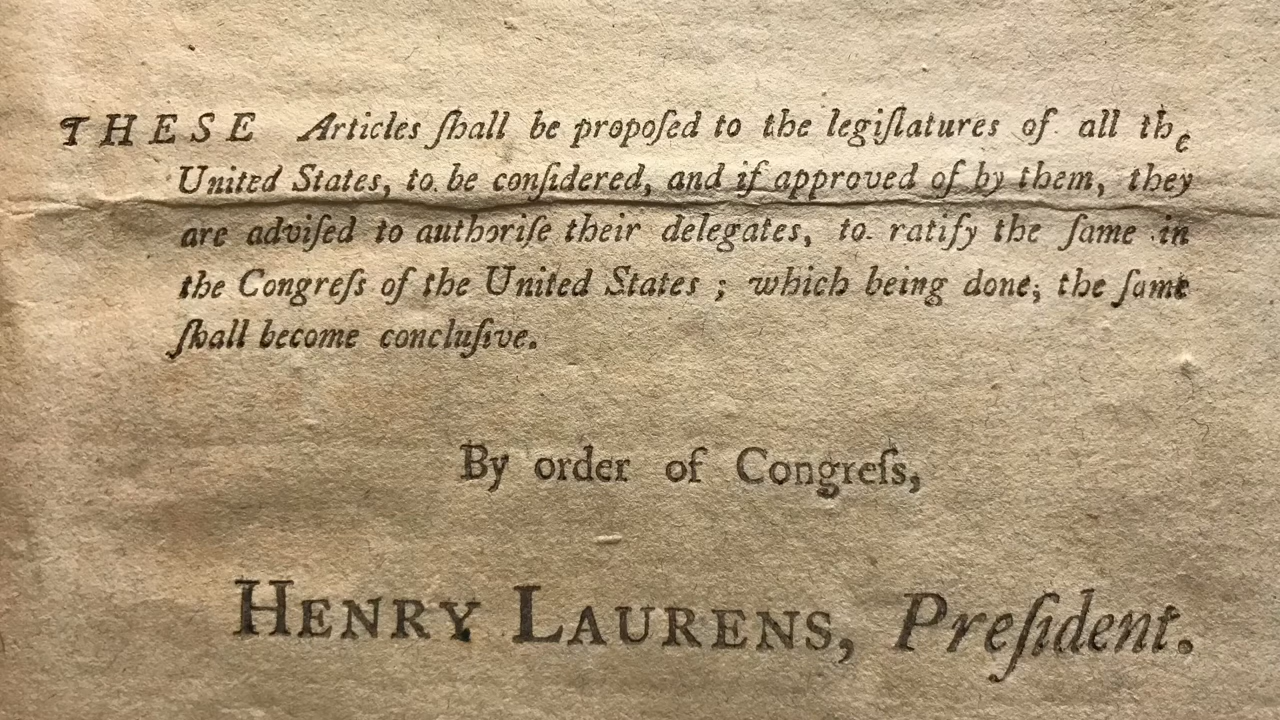 THESE Articles ſhall be propoſed to the legiſlatures of all the
United States, to be conſidered, and if approved of by them, they
are adviſed to authoriſe their delegates, to ratify the ſame in
the Congreſs of the United States ; which being done, the ſame
ſhall become concluſive.
By order of Congreſs,
HENRY LAURENS, Preſident.